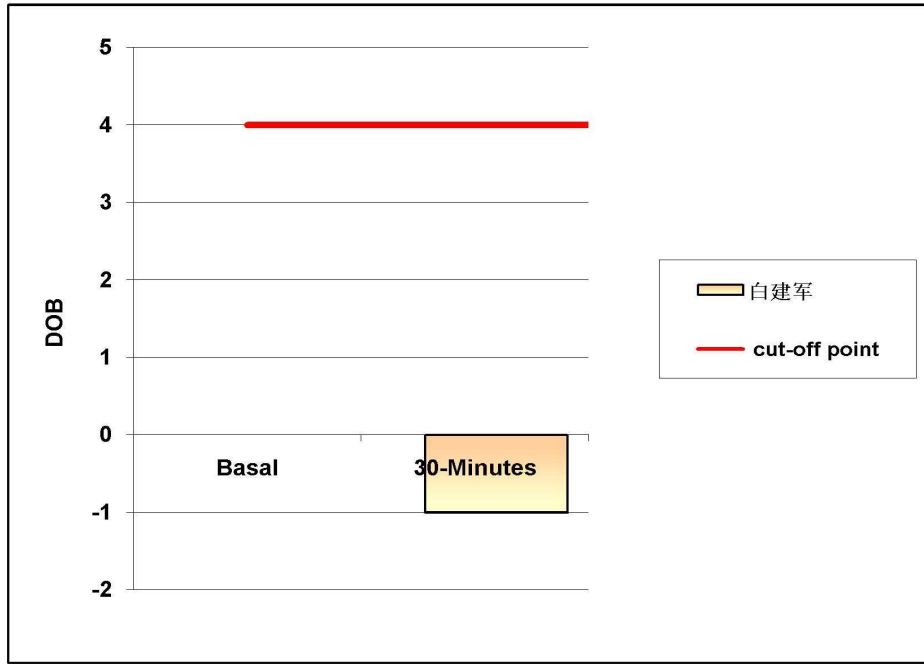 5
4
3
2
1
0
-1
-2
DOB
Basal
30-Minutes
白建军
cut-off point